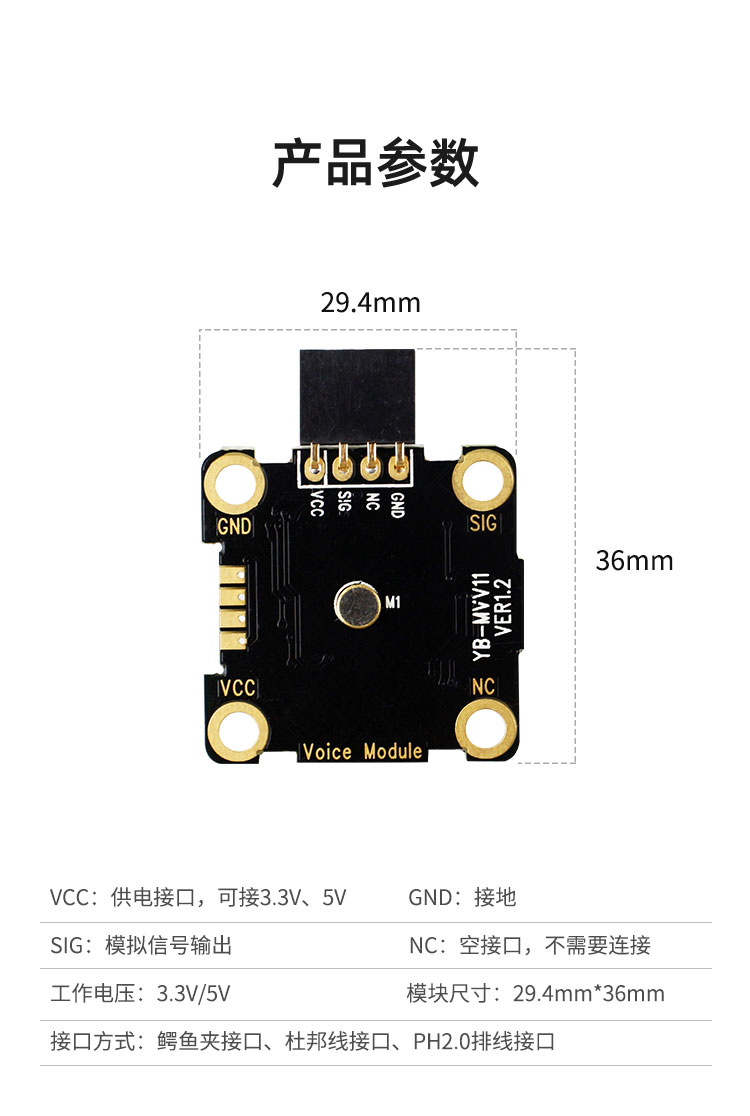 产品参数
29.4mm
VCC SIG NC GND
GND
SIG
M1
YB-MVV11
VER1.2
36mm
VCC
NC
Voice Module
VCC：供电接口，可接3.3V、5V
GND：接地
SIG：模拟信号输出
NC：空接口，不需要连接
工作电压：3.3V/5V
模块尺寸：29.4mm*36mm
接口方式：鳄鱼夹接口、杜邦线接口、PH2.0排线接口